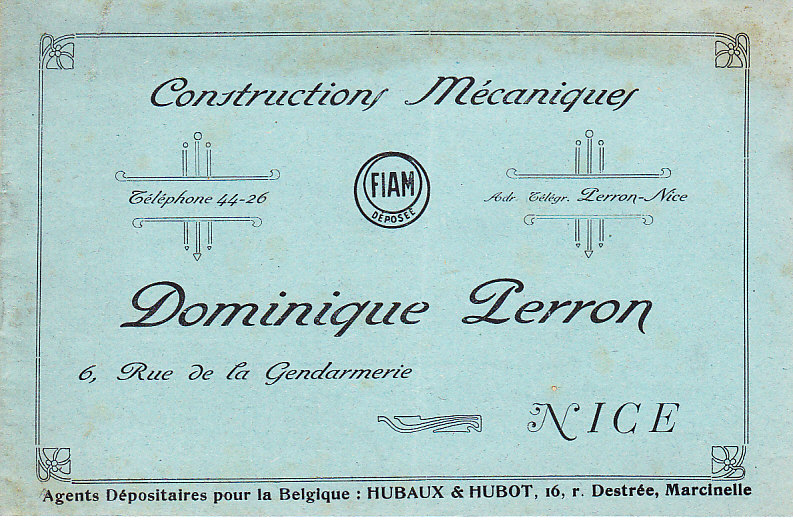 Constructions Mécaniques
Téléphone 44-26
FIAM
DÉPOSÉE
Adr. Télégr. Perron-Nice
Dominique Perron
6, Rue de la Gendarmerie
NICE
Agents Dépositaires pour la Belgique : HUBAUX & HUBOT, 16, r. Destrée, Marcinelle